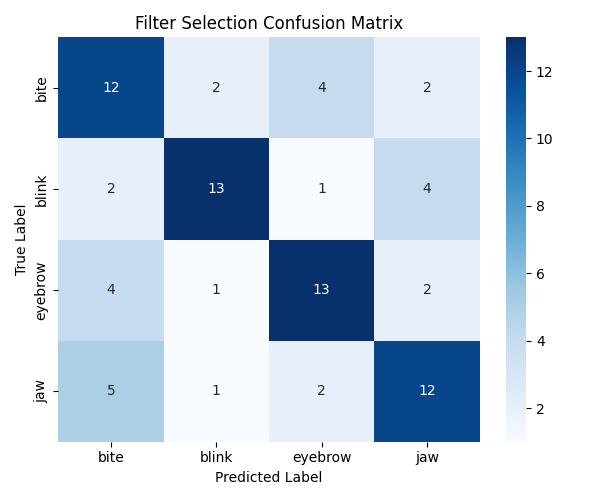 Filter Selection Confusion Matrix
True Label
bite
12 2 4 2
blink
2 13 1 4
eyebrow
4 1 13 2
jaw
5 1 2 12
bite blink eyebrow jaw
Predicted Label
12
10
8
6
4
2